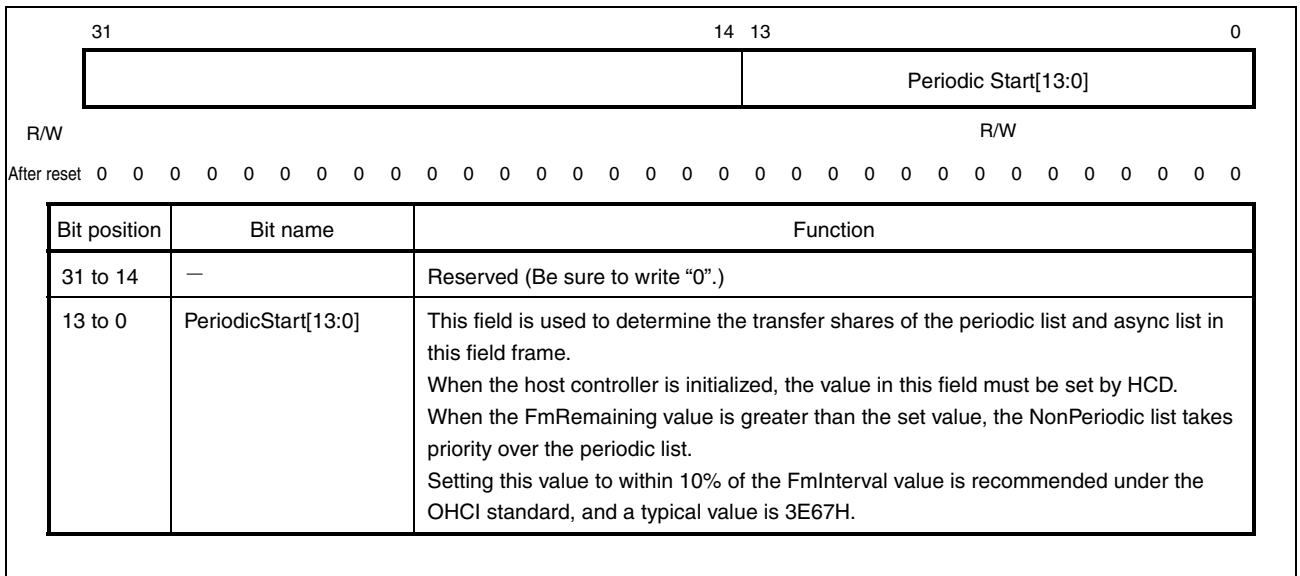 31 14 13 0
Periodic Start[13:0]
R/W R/W
After reset 0 0 0 0 0 0 0 0 0 0 0 0 0 0 0 0 0 0 0 0 0 0 0 0 0 0 0 0 0 0 0 0
Bit position Bit name Function
31 to 14 — Reserved (Be sure to write “0”.)
13 to 0 PeriodicStart[13:0] This field is used to determine the transfer shares of the periodic list and async list in
this field frame.
When the host controller is initialized, the value in this field must be set by HCD.
When the FmRemaining value is greater than the set value, the NonPeriodic list takes
priority over the periodic list.
Setting this value to within 10% of the FmInterval value is recommended under the
OHCI standard, and a typical value is 3E67H.